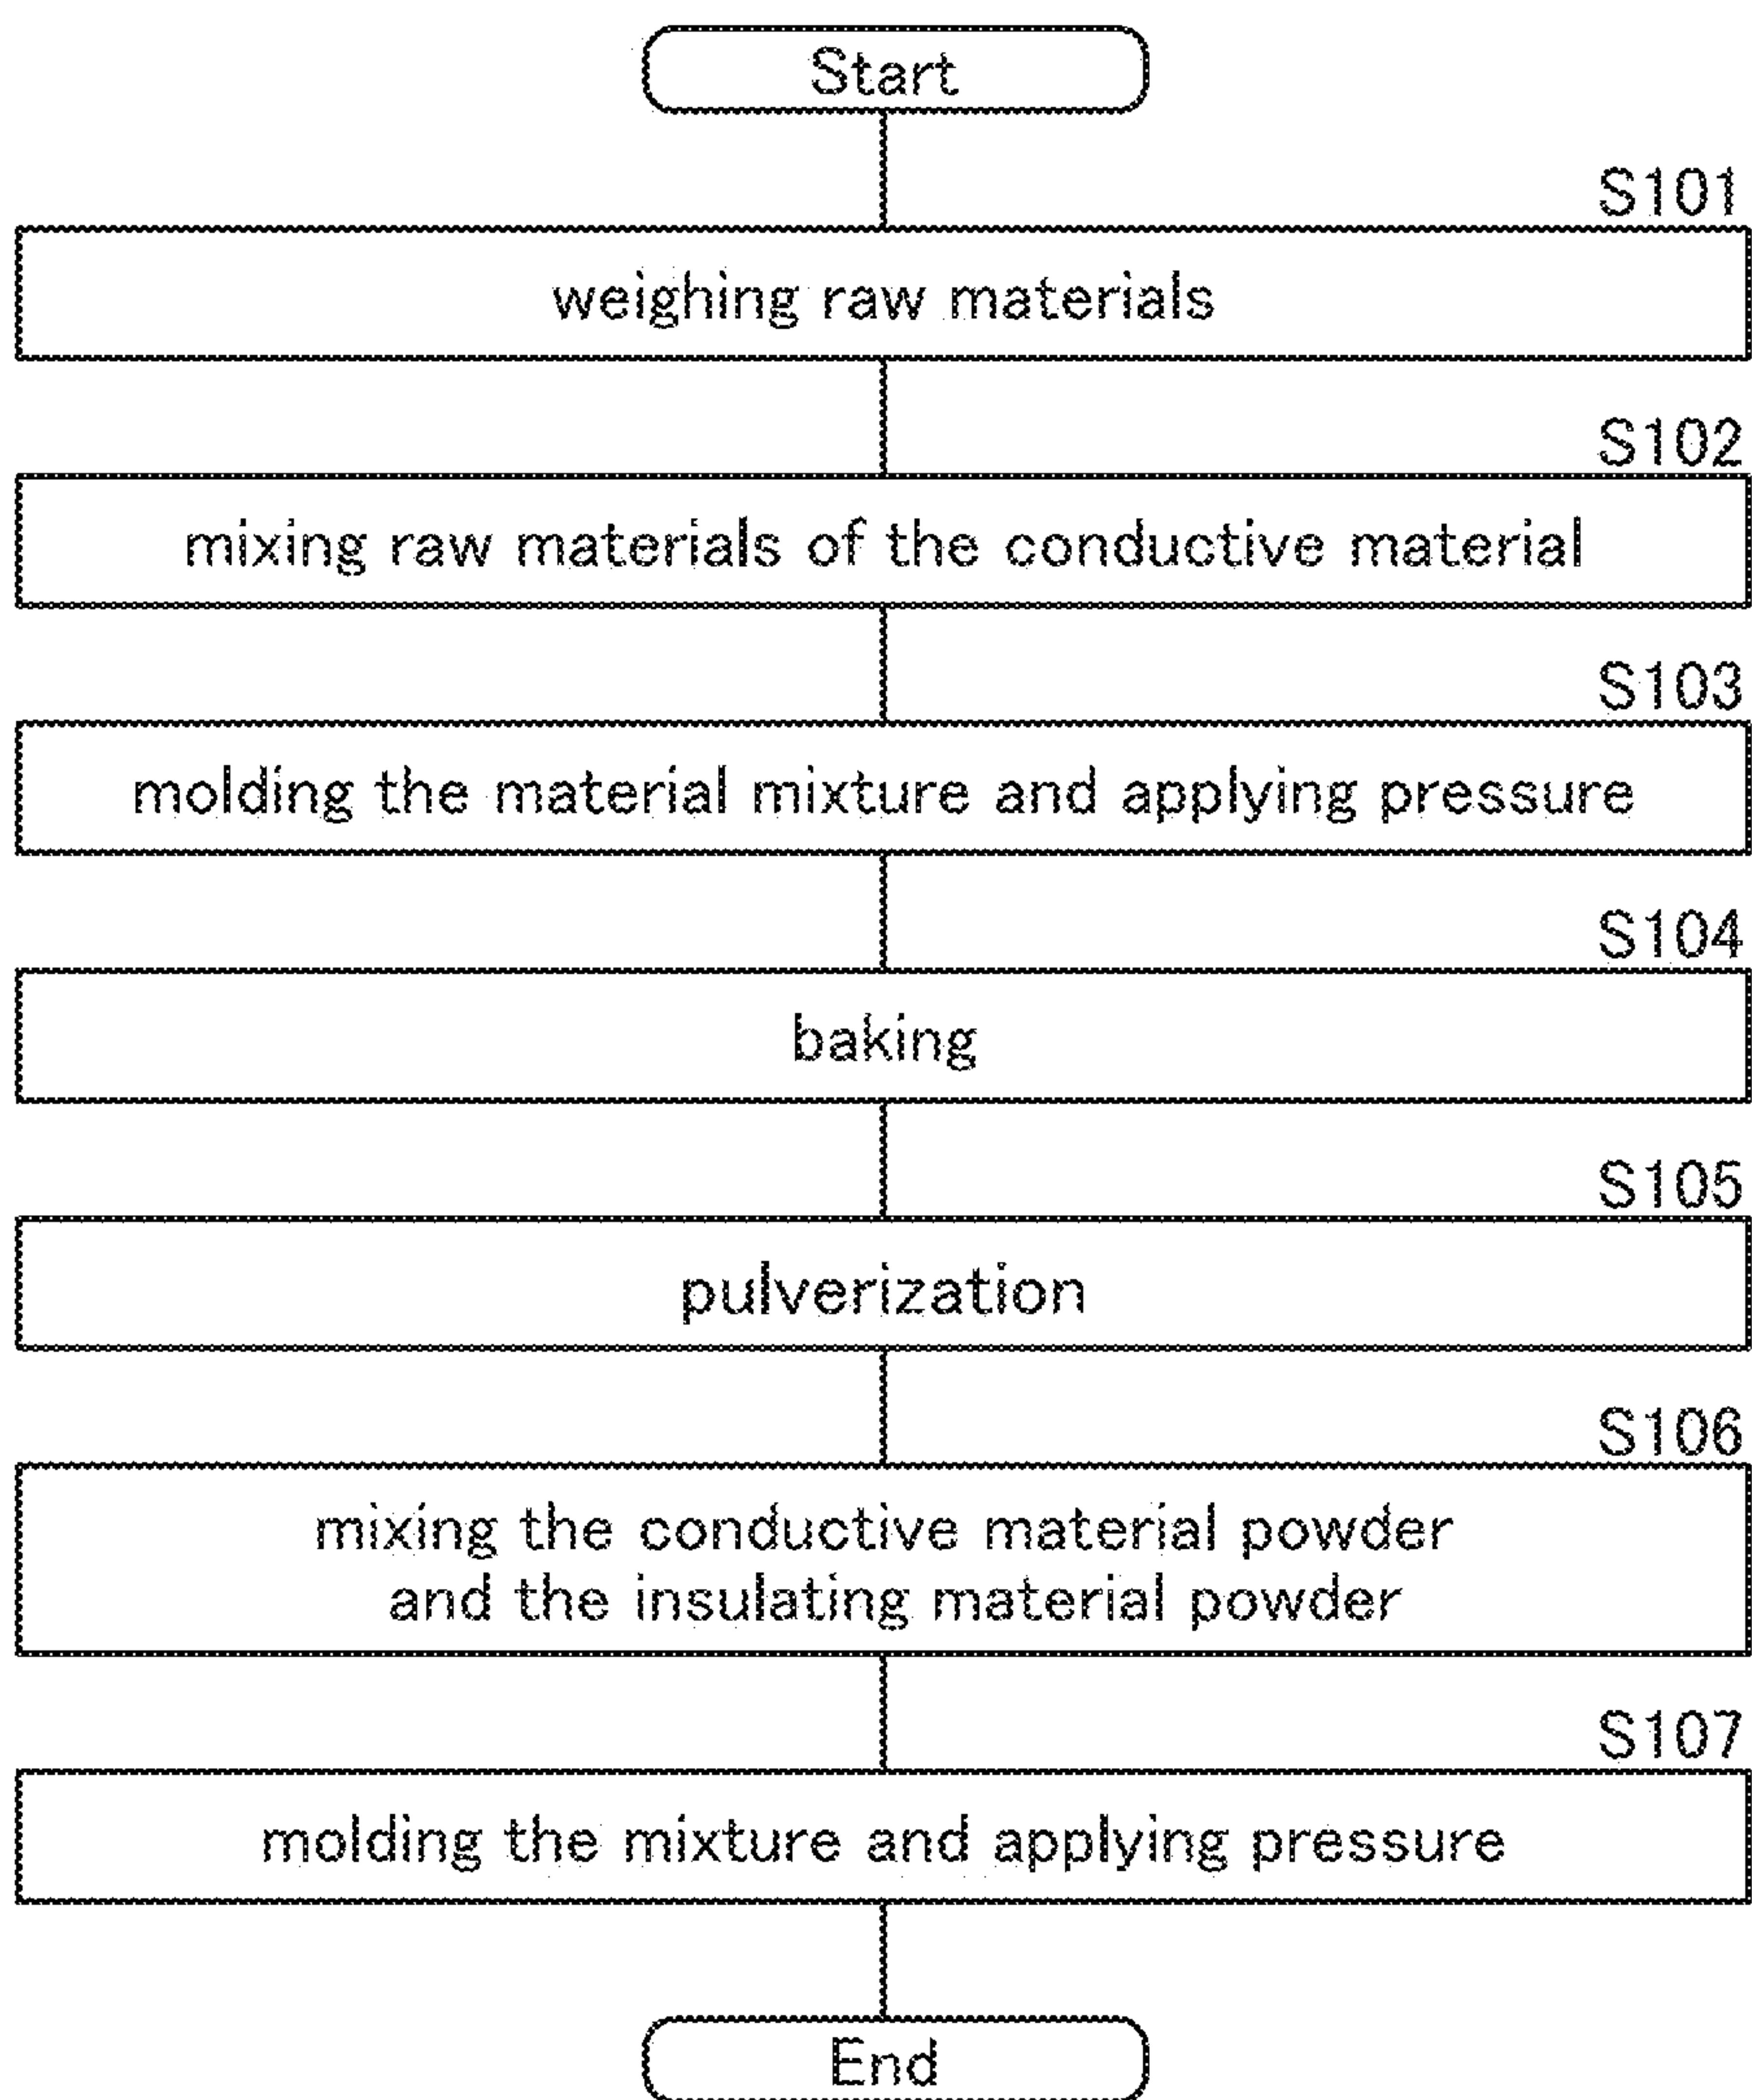 Start
S101
weighing raw materials
S102
mixing raw materials of the conductive material
S103
molding the material mixture and applying pressure
S104
baking
S105
pulverization
S106
mixing the conductive material powder
and the insulating material powder
S107
molding the mixture and applying pressure
End